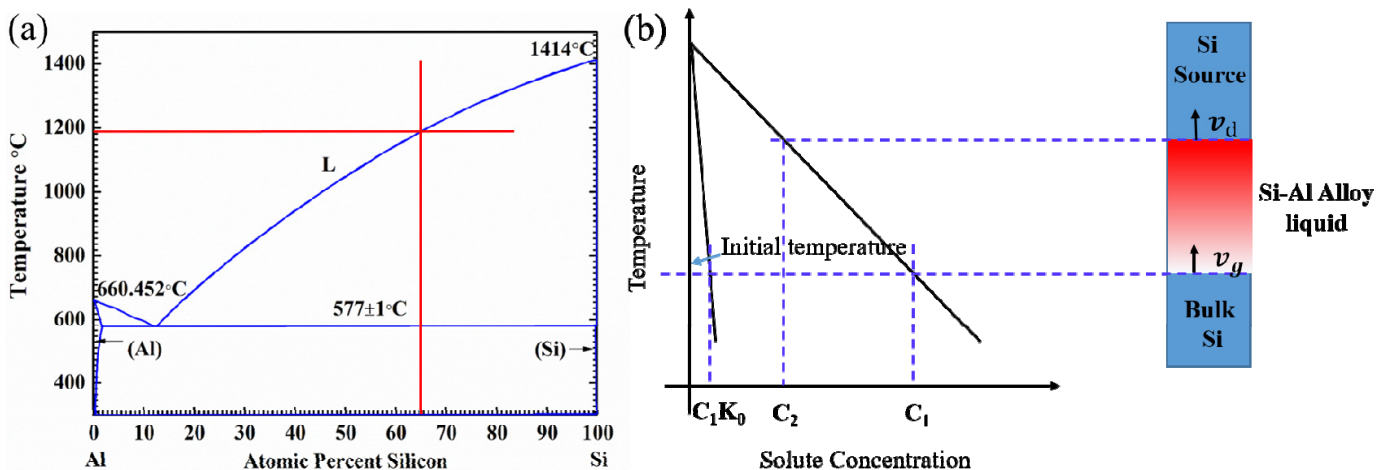 (a)
1400
1200
1000
800
600
400
Temperature °C
1414°C
L
660.452°C
577±1°C
(Al)
(Si)
0
10
20
30
40
50
60
70
80
90
100
Al
Atomic Percent Silicon
Si
(b)
Temperature
Initial temperature
C₁K₀
C₂
C₁
Solute Concentration
Si
Source
v_d
Si-Al Alloy
liquid
v_g
Bulk
Si